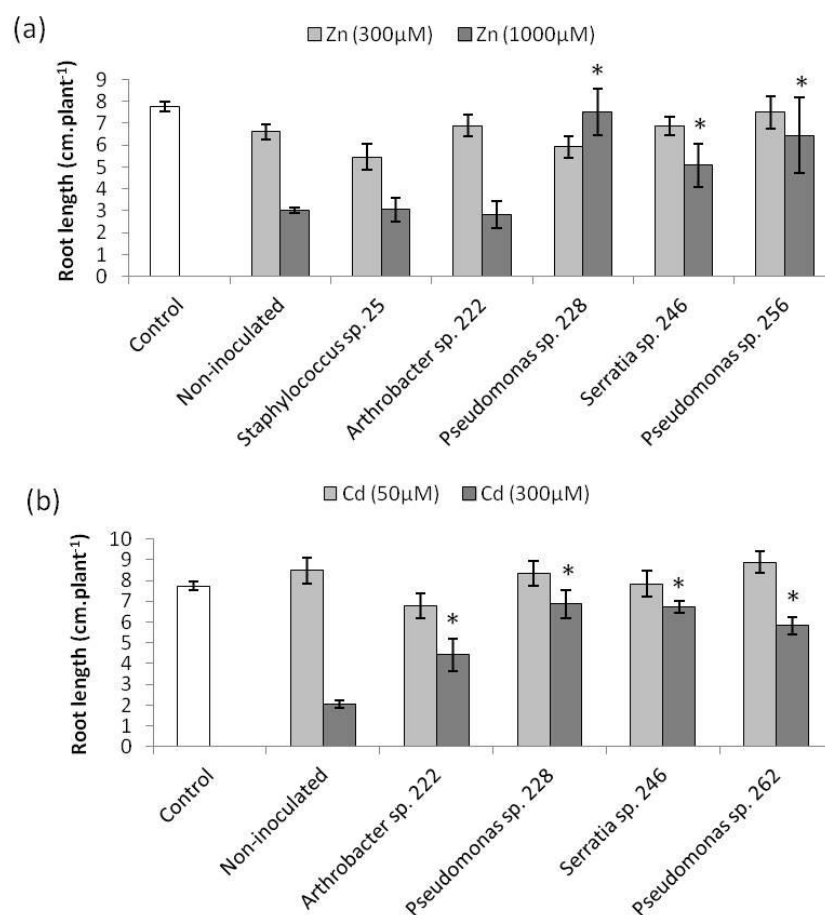 (a)
Zn (300µM) Zn (1000µM)
Root length (cm.plant-1)
9
8
7
6
5
4
3
2
1
0
* * *
Control
Non-inoculated
Staphylococcus sp. 25
Arthrobacter sp. 222
Pseudomonas sp. 228
Serratia sp. 246
Pseudomonas sp. 256
(b)
Cd (50µM) Cd (300µM)
Root length (cm.plant-1)
10
9
8
7
6
5
4
3
2
1
0
* * * *
Control
Non-inoculated
Arthrobacter sp. 222
Pseudomonas sp. 228
Serratia sp. 246
Pseudomonas sp. 262